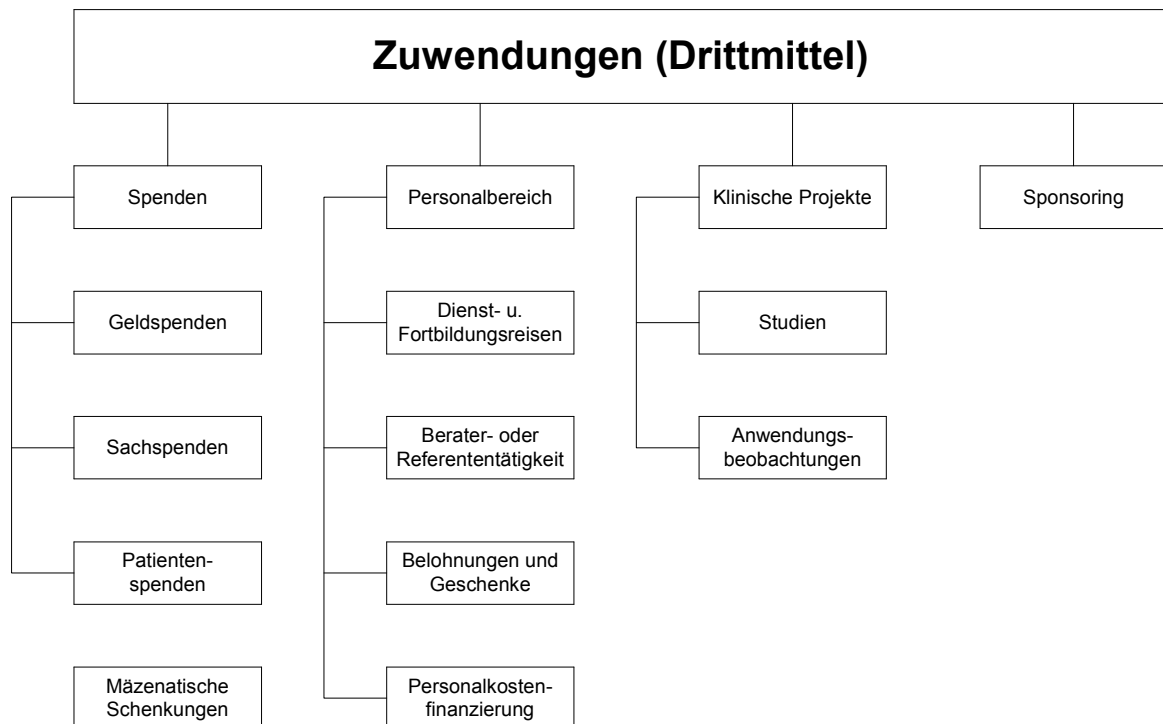 Zuwendungen (Drittmittel)
Spenden
Personalbereich
Klinische Projekte
Sponsoring
Geldspenden
Dienst- u.
Fortbildungsreisen
Studien
Sachspenden
Berater- oder
Referententätigkeit
Anwendungs-
beobachtungen
Patienten-
spenden
Belohnungen und
Geschenke
Mäzenatische
Schenkungen
Personalkosten-
finanzierung